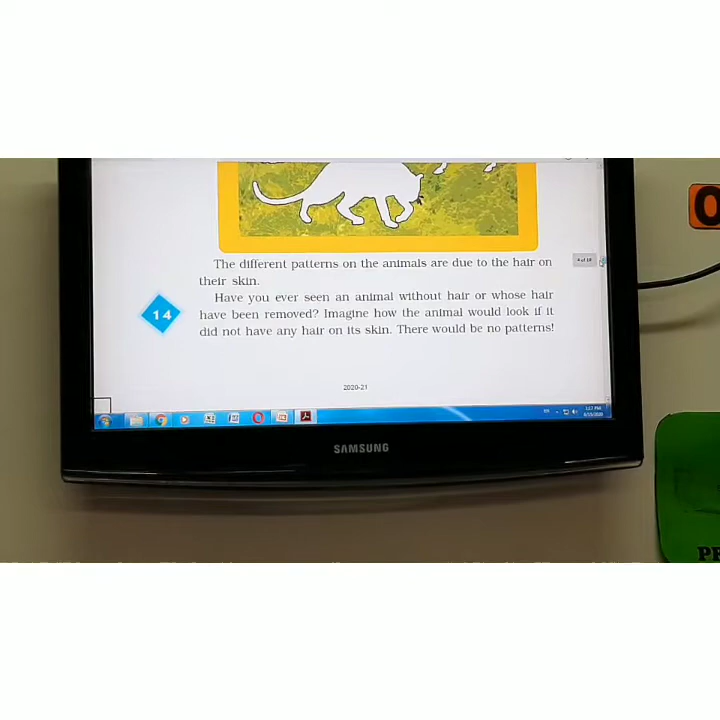 The different patterns on the animals are due to the hair on
their skin.
Have you ever seen an animal without hair or whose hair
have been removed? Imagine how the animal would look if it
did not have any hair on its skin. There would be no patterns!
14
2020-21
SAMSUNG